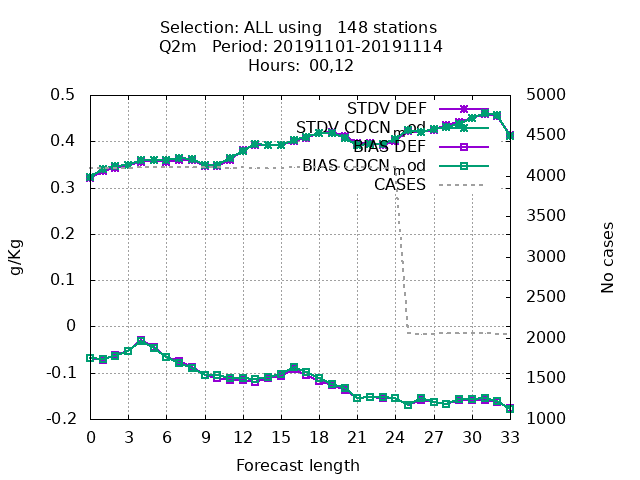 Selection: ALL using   148 stations
Q2m   Period: 20191101-20191114
Hours: 00,12
0.5
0.4
0.3
0.2
0.1
0
-0.1
-0.2
g/Kg
STDV DEF
STDV CDCNmod
BIAS DEF
BIAS CDCNmod
CASES
5000
4500
4000
3500
3000
2500
2000
1500
1000
No cases
0 3 6 9 12 15 18 21 24 27 30 33
Forecast length